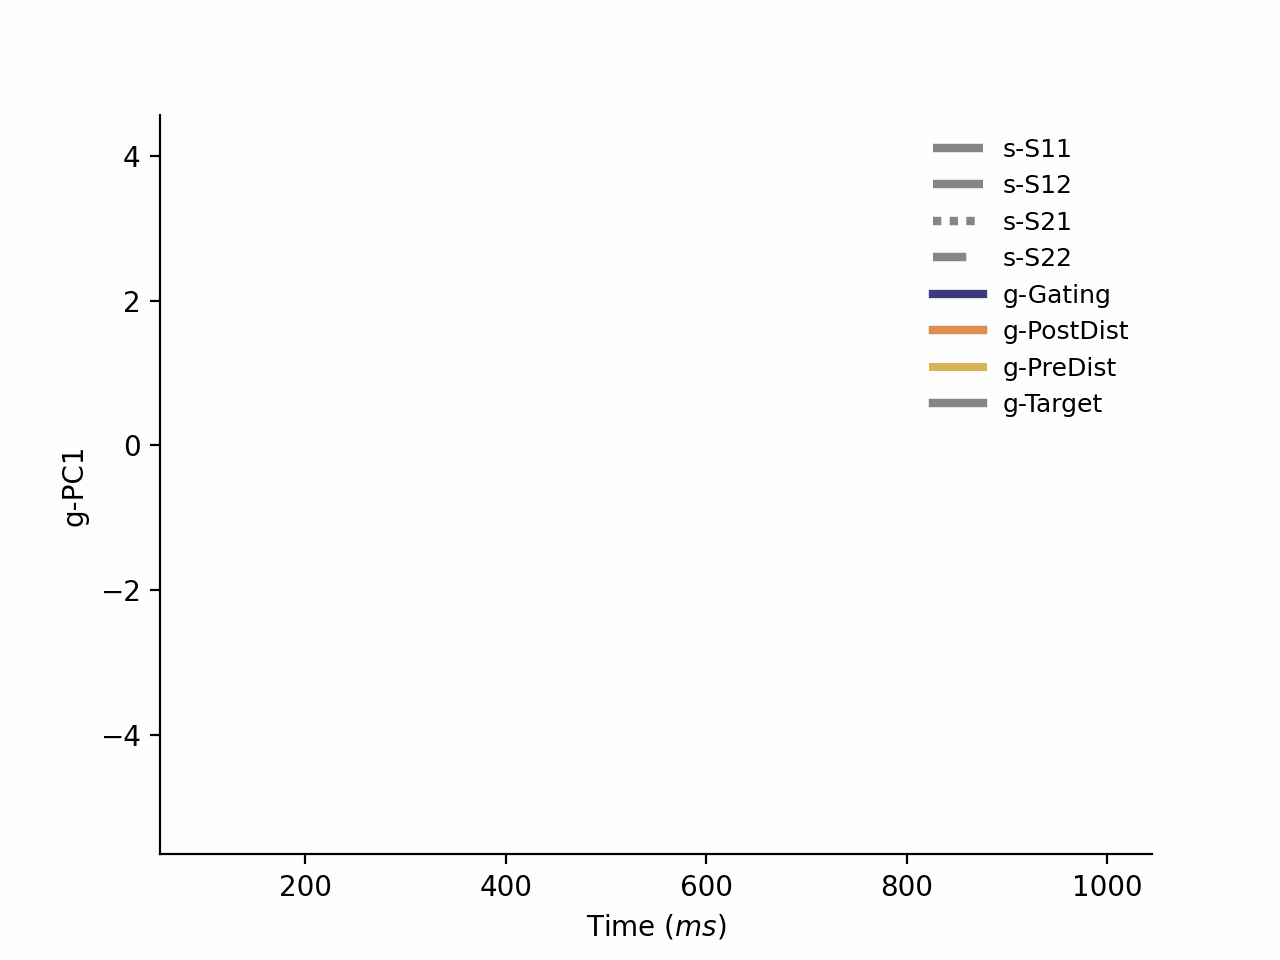 s-S11
s-S12
s-S21
s-S22
g-Gating
g-PostDist
g-PreDist
g-Target
4
2
0
−2
−4
g-PC1
200 400 600 800 1000
Time (ms)